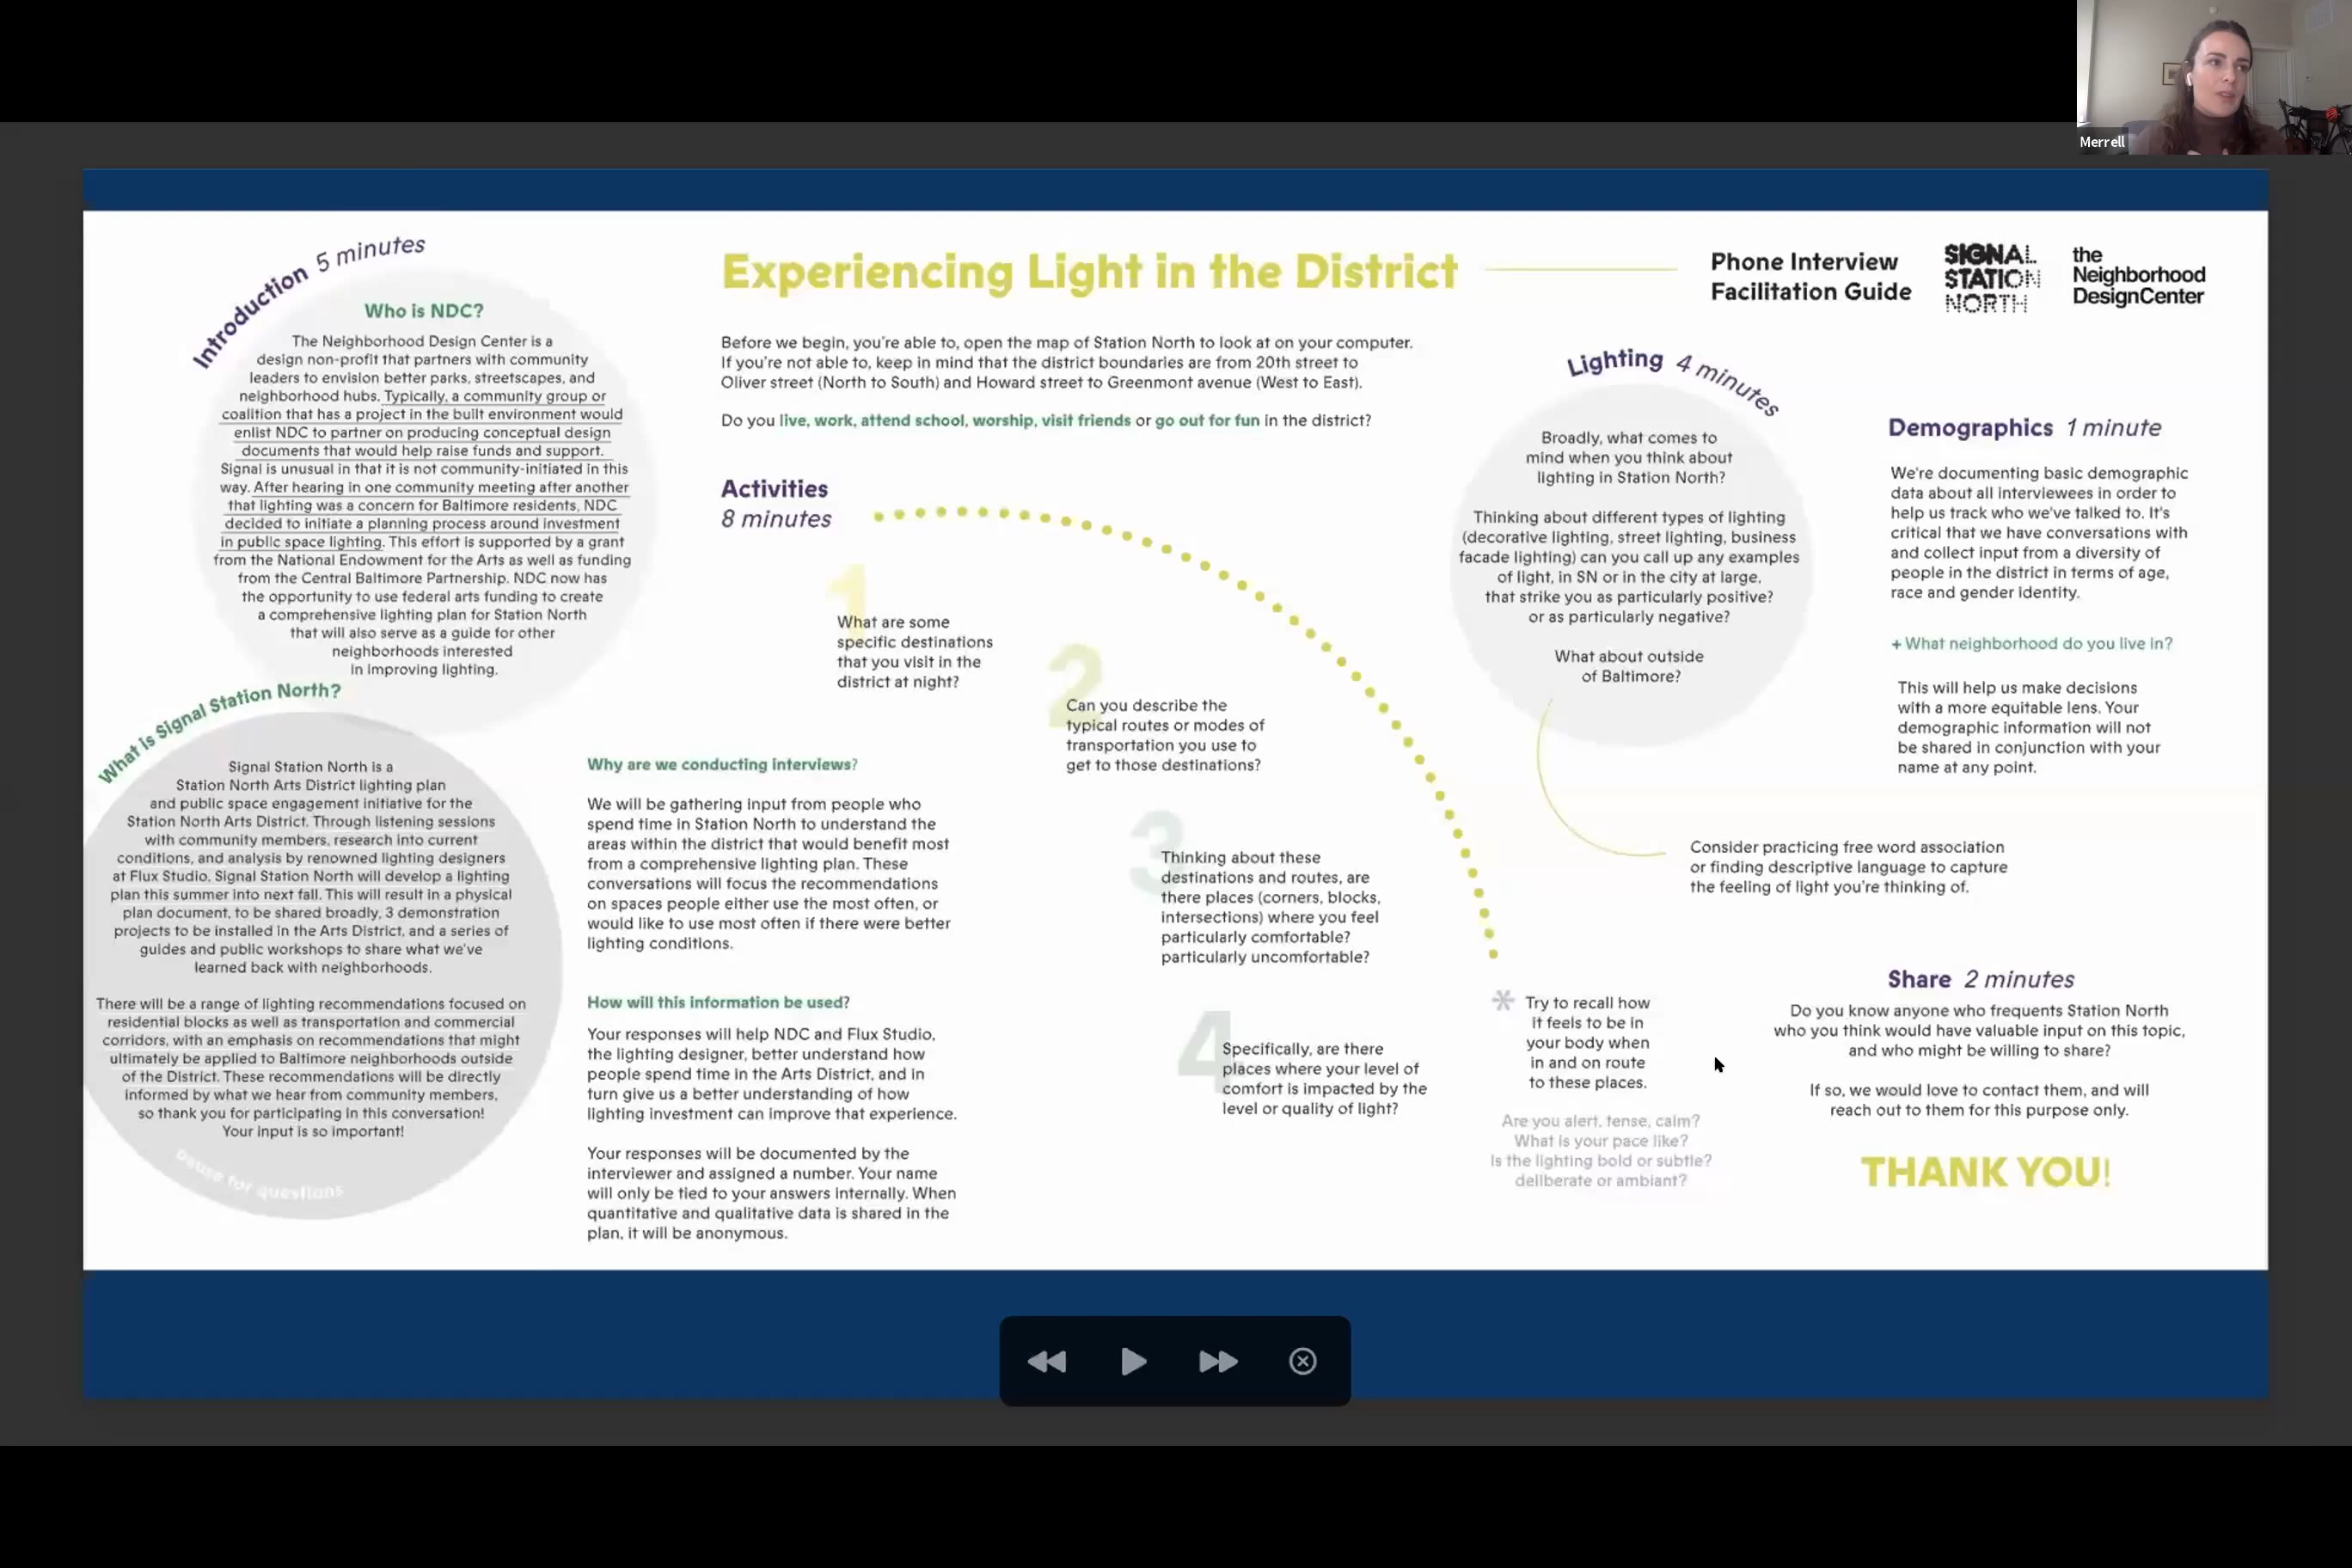 Merrell
Introduction 5 minutes
Who is NDC?
The Neighborhood Design Center is a
design non-profit that partners with community
leaders to envision better parks, streetscapes, and
neighborhood hubs. Typically, a community group or
coalition that has a project in the built environment would
enlist NDC to partner on producing conceptual design
documents that would help raise funds and support.
Signal is unusual in that it is not community-initiated in this
way. After hearing in one community meeting after another
that lighting was a concern for Baltimore residents, NDC
decided to initiate a planning process around investment
in public space lighting. This effort is supported by a grant
from the National Endowment for the Arts as well as funding
from the Central Baltimore Partnership. NDC now has
the opportunity to use federal arts funding to create
a comprehensive lighting plan for Station North
that will also serve as a guide for other
neighborhoods interested
in improving lighting.
What is Signal Station North?
Signal Station North is a
Station North Arts District lighting plan
and public space engagement initiative for the
Station North Arts District. Through listening sessions
with community members, research into current
conditions, and analysis by renowned lighting designers
at Flux Studio, Signal Station North will develop a lighting
plan this summer into next fall. This will result in a physical
plan document, to be shared broadly, 3 demonstration
projects to be installed in the Arts District, and a series of
guides and public workshops to share what we've
learned back with neighborhoods.
There will be a range of lighting recommendations focused on
residential blocks as well as transportation and commercial
corridors, with an emphasis on recommendations that might
ultimately be applied to Baltimore neighborhoods outside
of the District. These recommendations will be directly
informed by what we hear from community members,
so thank you for participating in this conversation!
Your input is so important!
pause for questions
Experiencing Light in the District
Phone Interview
Facilitation Guide
SIGNAL
STATION
NORTH
the
Neighborhood
DesignCenter
Before we begin, you're able to, open the map of Station North to look at on your computer.
If you're not able to, keep in mind that the district boundaries are from 20th street to
Oliver street (North to South) and Howard street to Greenmont avenue (West to East).
Do you live, work, attend school, worship, visit friends or go out for fun in the district?
Activities
8 minutes
1
What are some
specific destinations
that you visit in the
district at night?
2
Can you describe the
typical routes or modes of
transportation you use to
get to those destinations?
3
Thinking about these
destinations and routes, are
there places (corners, blocks,
intersections) where you feel
particularly comfortable?
particularly uncomfortable?
4
Specifically, are there
places where your level of
comfort is impacted by the
level or quality of light?
Why are we conducting interviews?
We will be gathering input from people who
spend time in Station North to understand the
areas within the district that would benefit most
from a comprehensive lighting plan. These
conversations will focus the recommendations
on spaces people either use the most often, or
would like to use most often if there were better
lighting conditions.
How will this information be used?
Your responses will help NDC and Flux Studio,
the lighting designer, better understand how
people spend time in the Arts District, and in
turn give us a better understanding of how
lighting investment can improve that experience.
Your responses will be documented by the
interviewer and assigned a number. Your name
will only be tied to your answers internally. When
quantitative and qualitative data is shared in the
plan, it will be anonymous.
* Try to recall how
it feels to be in
your body when
in and on route
to these places.
Are you alert, tense, calm?
What is your pace like?
Is the lighting bold or subtle?
deliberate or ambiant?
Lighting 4 minutes
Broadly, what comes to
mind when you think about
lighting in Station North?
Thinking about different types of lighting
(decorative lighting, street lighting, business
facade lighting) can you call up any examples
of light, in SN or in the city at large,
that strike you as particularly positive?
or as particularly negative?
What about outside
of Baltimore?
Consider practicing free word association
or finding descriptive language to capture
the feeling of light you're thinking of.
Demographics 1 minute
We're documenting basic demographic
data about all interviewees in order to
help us track who we've talked to. It's
critical that we have conversations with
and collect input from a diversity of
people in the district in terms of age,
race and gender identity.
+ What neighborhood do you live in?
This will help us make decisions
with a more equitable lens. Your
demographic information will not
be shared in conjunction with your
name at any point.
Share 2 minutes
Do you know anyone who frequents Station North
who you think would have valuable input on this topic,
and who might be willing to share?
If so, we would love to contact them, and will
reach out to them for this purpose only.
THANK YOU!